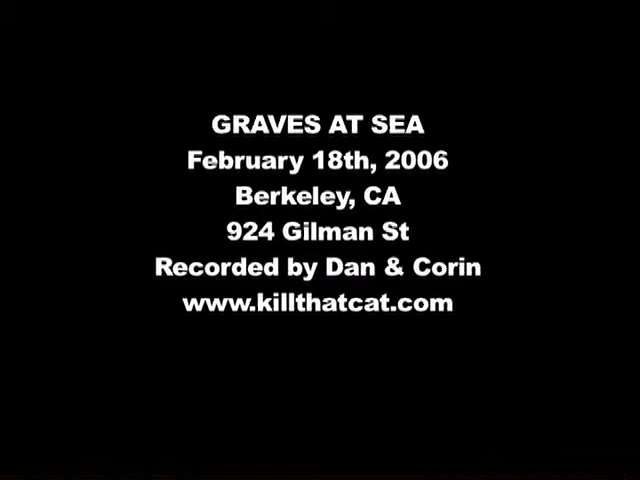 GRAVES AT SEA
February 18th, 2006
Berkeley, CA
924 Gilman St
Recorded by Dan & Corin
www.killthatcat.com